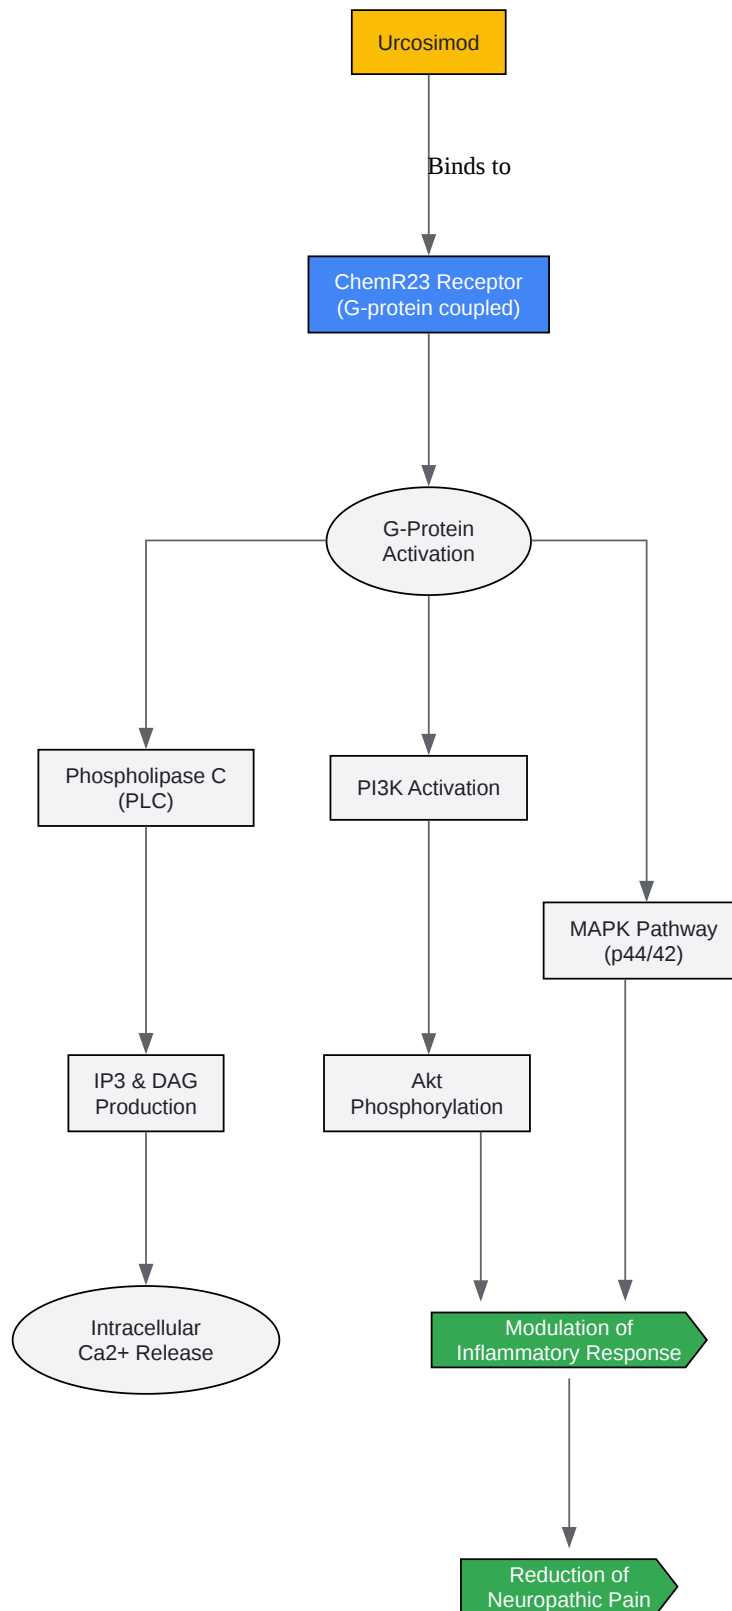 Urcosimod
Binds to
ChemR23 Receptor
(G-protein coupled)
G-Protein
Activation
Phospholipase C
(PLC)
PI3K Activation
MAPK Pathway
(p44/42)
IP3 & DAG
Production
Akt
Phosphorylation
Intracellular
Ca2+ Release
Modulation of
Inflammatory Response
Reduction of
Neuropathic Pain